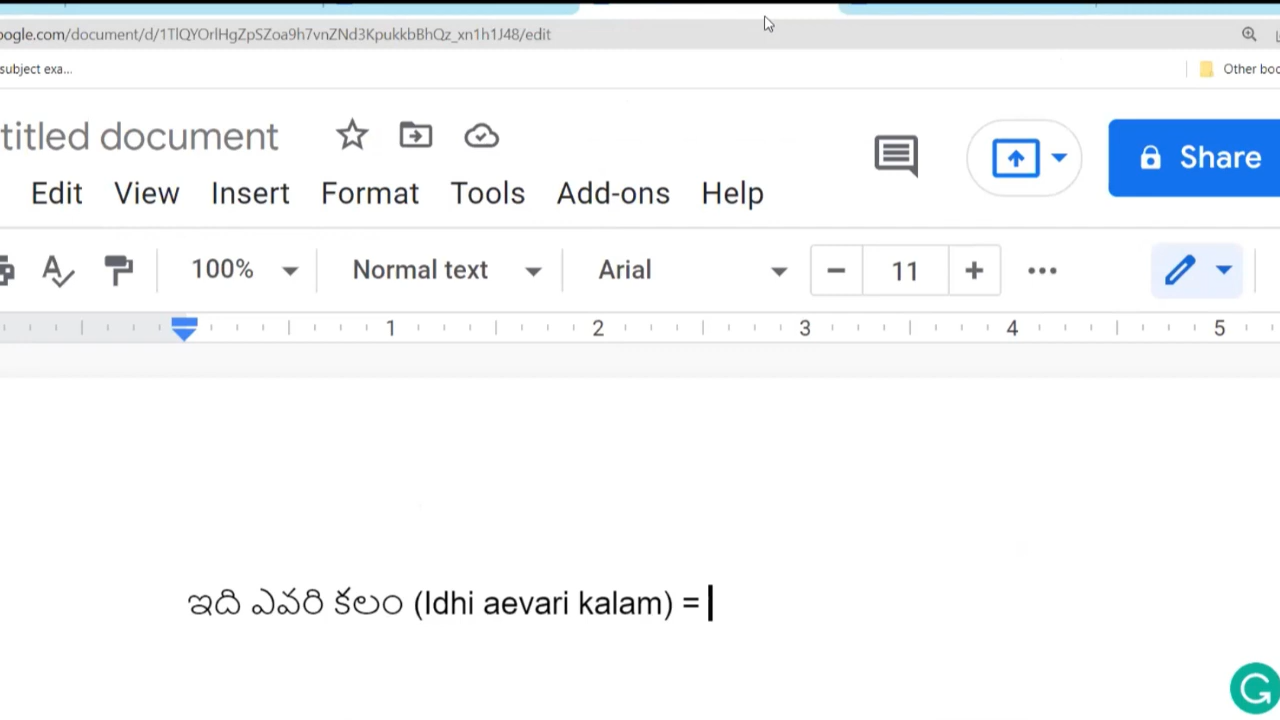 oogle.com/document/d/1TlQYOrlHgZpSZoa9h7vnZNd3KpukkbBhQz_xn1h1J48/edit
subject exa...
Other boo
titled document
Share
Edit View Insert Format Tools Add-ons Help
100% Normal text Arial 11
1 2 3 4 5
ఇది ఎవరి కలం (Idhi aevari kalam) =